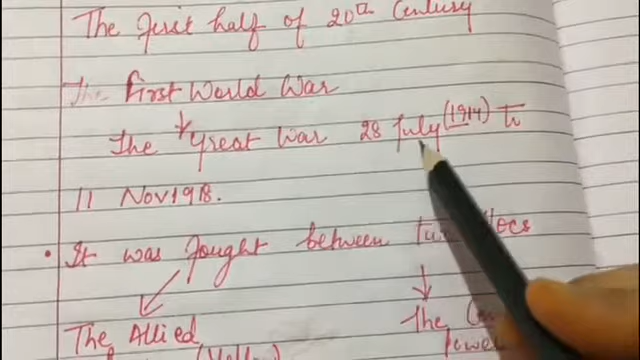 The first half of 20th Century
The First World War
The Great War 28 July (1914) to
11 Nov 1918.
• It was fought between two
The Allied
The